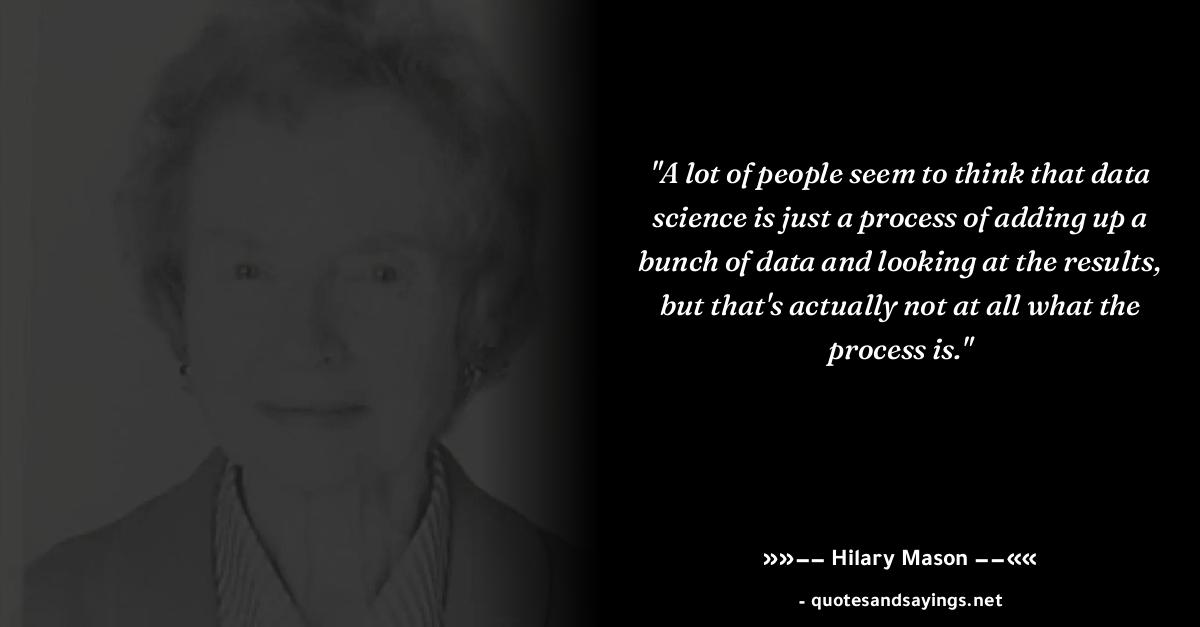 "A lot of people seem to think that data
science is just a process of adding up a
bunch of data and looking at the results,
but that's actually not at all what the
process is."
»»−− Hilary Mason −−««
- quotesandsayings.net